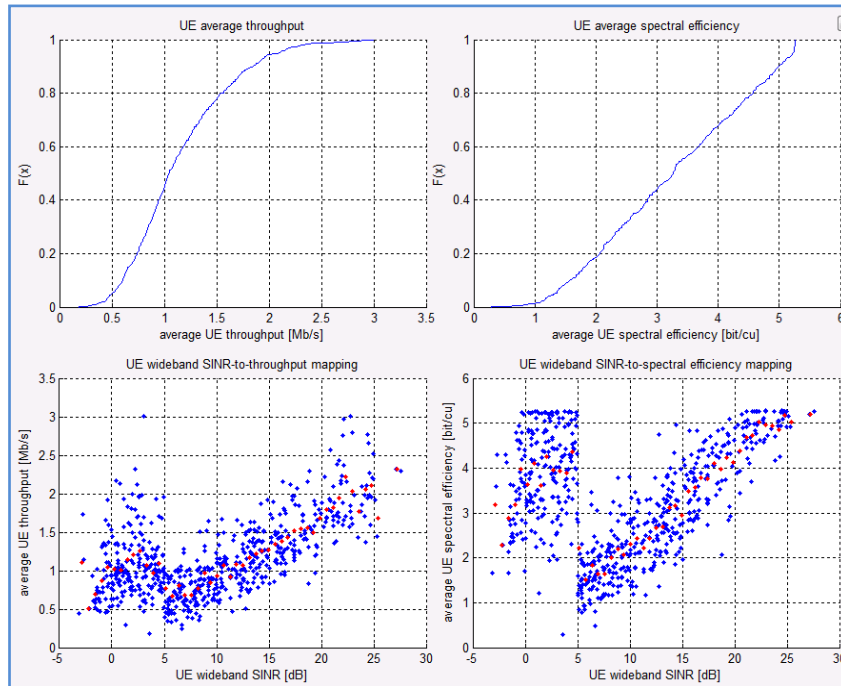 UE average throughput
1
0.8
0.6
0.4
0.2
0
F(x)
0 0.5 1 1.5 2 2.5 3 3.5
average UE throughput [Mb/s]
UE average spectral efficiency
1
0.8
0.6
0.4
0.2
0
F(x)
0 1 2 3 4 5 6
average UE spectral efficiency [bit/cu]
UE wideband SINR-to-throughput mapping
3.5
3
2.5
2
1.5
1
0.5
0
average UE throughput [Mb/s]
-5 0 5 10 15 20 25 30
UE wideband SINR [dB]
UE wideband SINR-to-spectral efficiency mapping
6
5
4
3
2
1
0
average UE specctral efficiency [bit/cu]
-5 0 5 10 15 20 25 30
UE wideband SINR [dB]